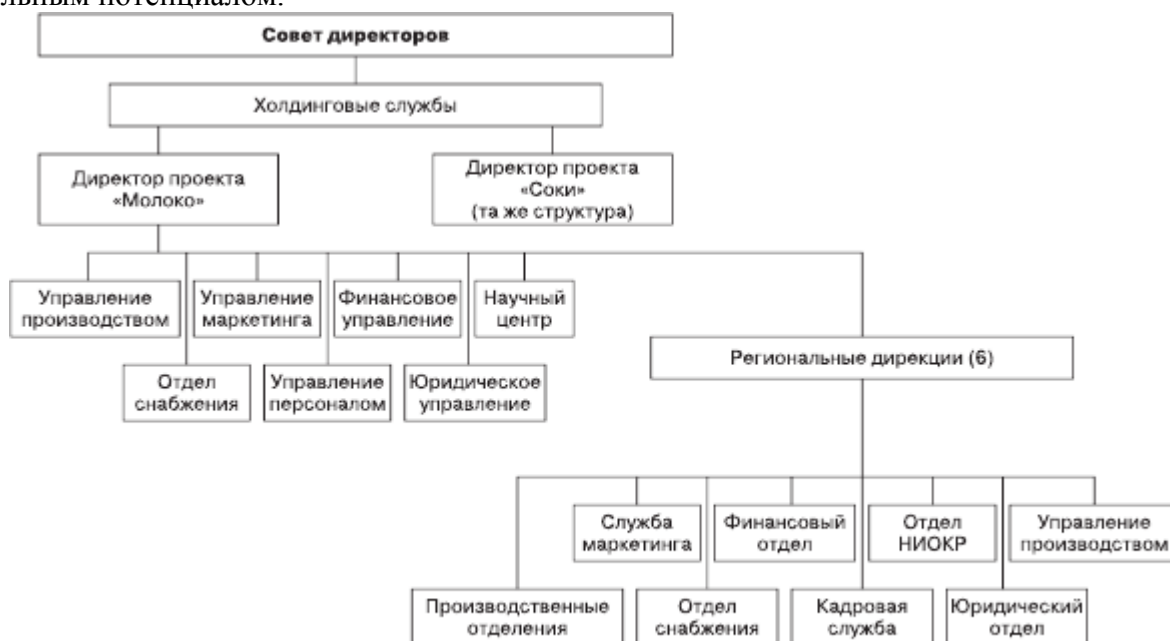 льным потенциалом.
Совет директоров
Холдинговые службы
Директор проекта
«Молоко»
Директор проекта
«Соки»
(та же структура)
Управление
производством
Управление
маркетинга
Финансовое
управление
Научный
центр
Отдел
снабжения
Управление
персоналом
Юридическое
управление
Региональные дирекции (6)
Служба
маркетинга
Финансовый
отдел
Отдел
НИОКР
Управление
производством
Производственные
отделения
Отдел
снабжения
Кадровая
служба
Юридический
отдел